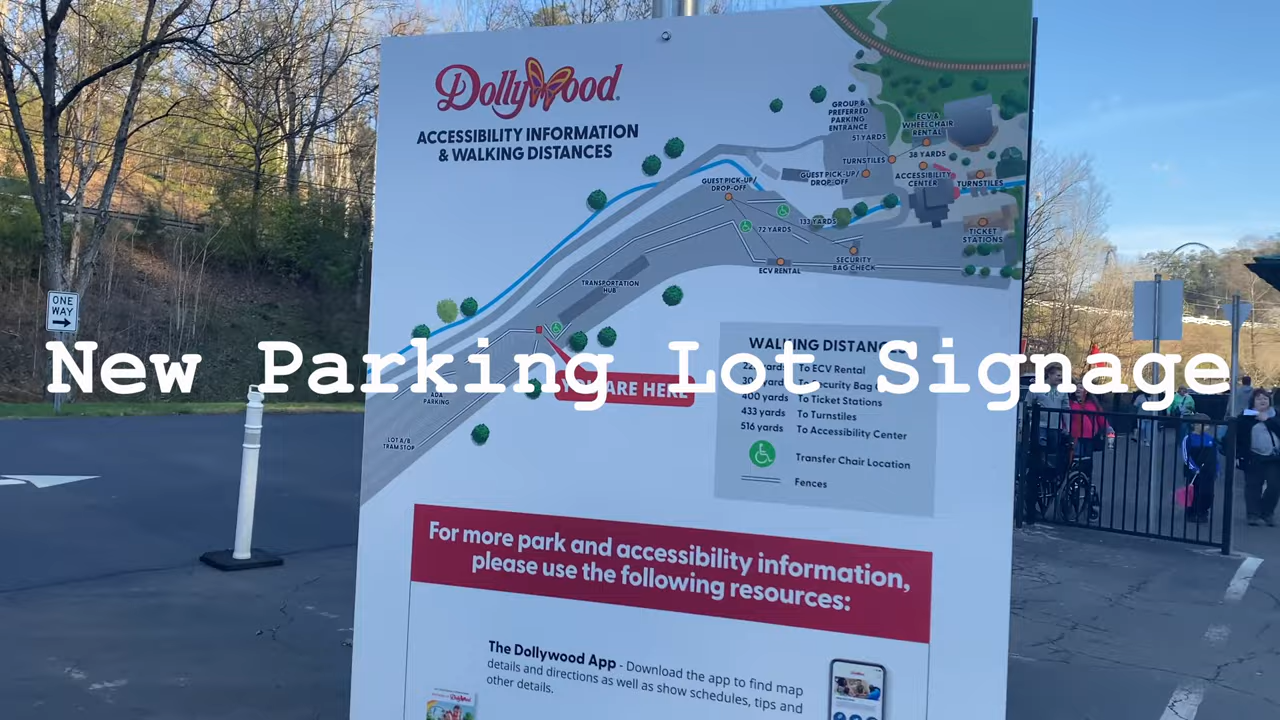 Dollywood
ACCESSIBILITY INFORMATION
& WALKING DISTANCES
GROUP &
PREFERRED
PARKING
ENTRANCE
ECV &
WHEELCHAIR
RENTAL
51 YARDS
38 YARDS
TURNSTILES
GUEST PICK-UP/
DROP-OFF
ACCESSIBILITY
CENTER
TURNSTILES
GUEST PICK-UP/
DROP-OFF
133 YARDS
72 YARDS
TICKET
STATIONS
SECURITY
BAG CHECK
ECV RENTAL
TRANSPORTATION
HUB
ONE
WAY
New Parking Lot Signage
YOU ARE HERE
ADA
PARKING
LOT A/B
TRAM STOP
WALKING DISTANCES
yards To ECV Rental
yards To Security Bag
400 yards To Ticket Stations
433 yards To Turnstiles
516 yards To Accessibility Center
Transfer Chair Location
Fences
For more park and accessibility information,
please use the following resources:
The Dollywood App - Download the app to find map
details and directions as well as show schedules, tips and
other details.